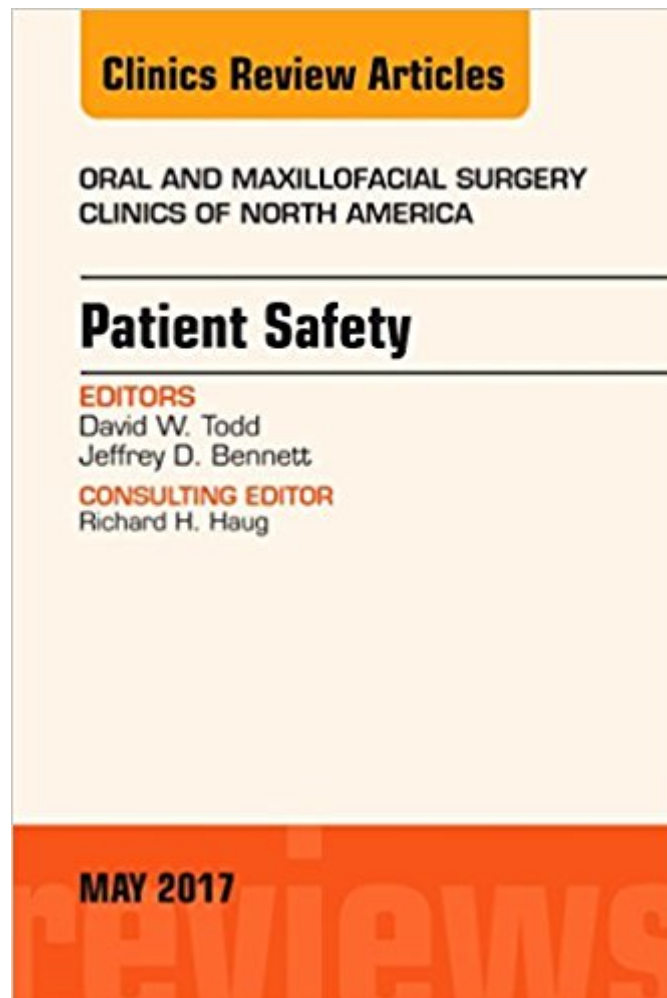 Clinics Review Articles
ORAL AND MAXILLOFACIAL SURGERY
CLINICS OF NORTH AMERICA
Patient Safety
EDITORS
David W. Todd
Jeffrey D. Bennett
CONSULTING EDITOR
Richard H. Haug
MAY 2017
reviews